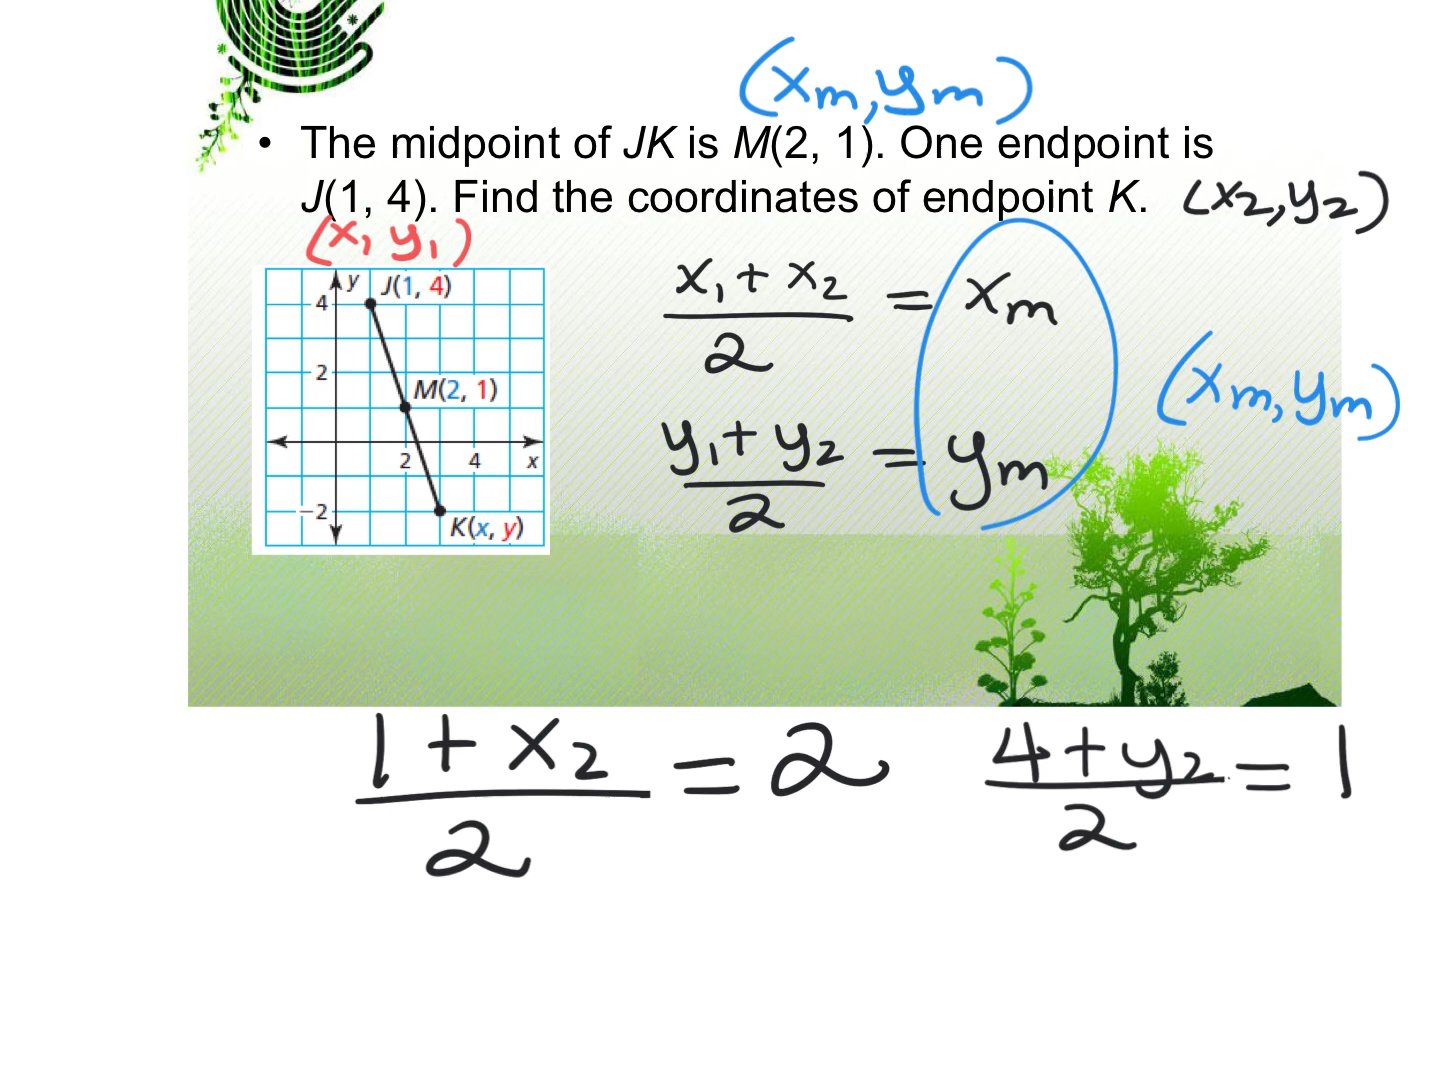 (xm, ym)
• The midpoint of JK is M(2, 1). One endpoint is
J(1, 4). Find the coordinates of endpoint K. (x2, y2)
(x1 y1)
x1 + x2
2
= xm
y J(1, 4)
4
2
M(2, 1)
2 4 x
−2
K(x, y)
(xm, ym)
y1 + y2
2
= ym
1 + x2
2
= 2
4 + y2
2
= 1